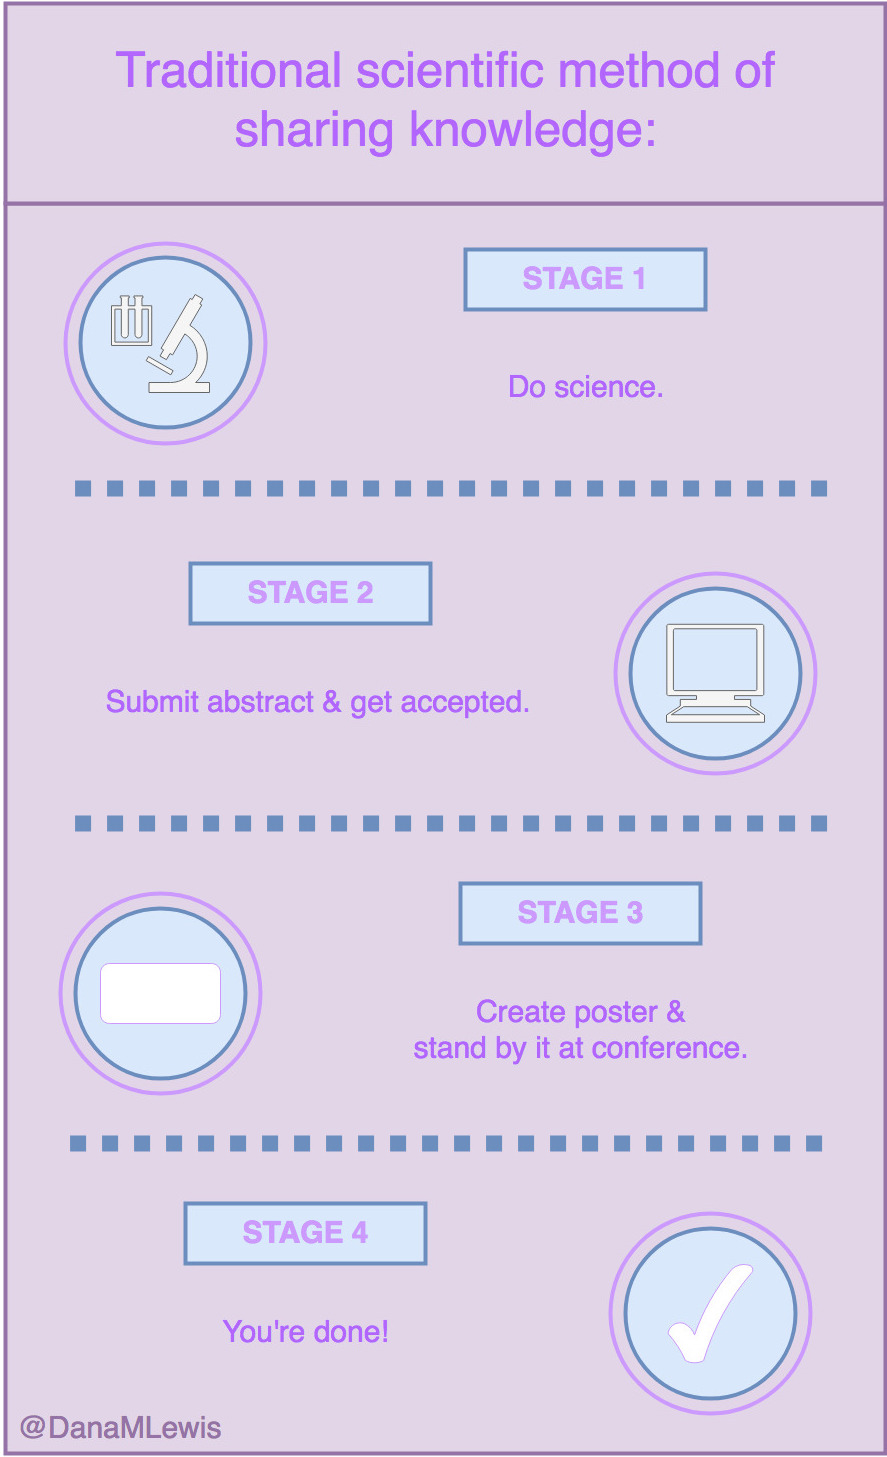 Traditional scientific method of
sharing knowledge:
STAGE 1
Do science.
STAGE 2
Submit abstract & get accepted.
STAGE 3
Create poster &
stand by it at conference.
STAGE 4
You're done!
@DanaMLewis